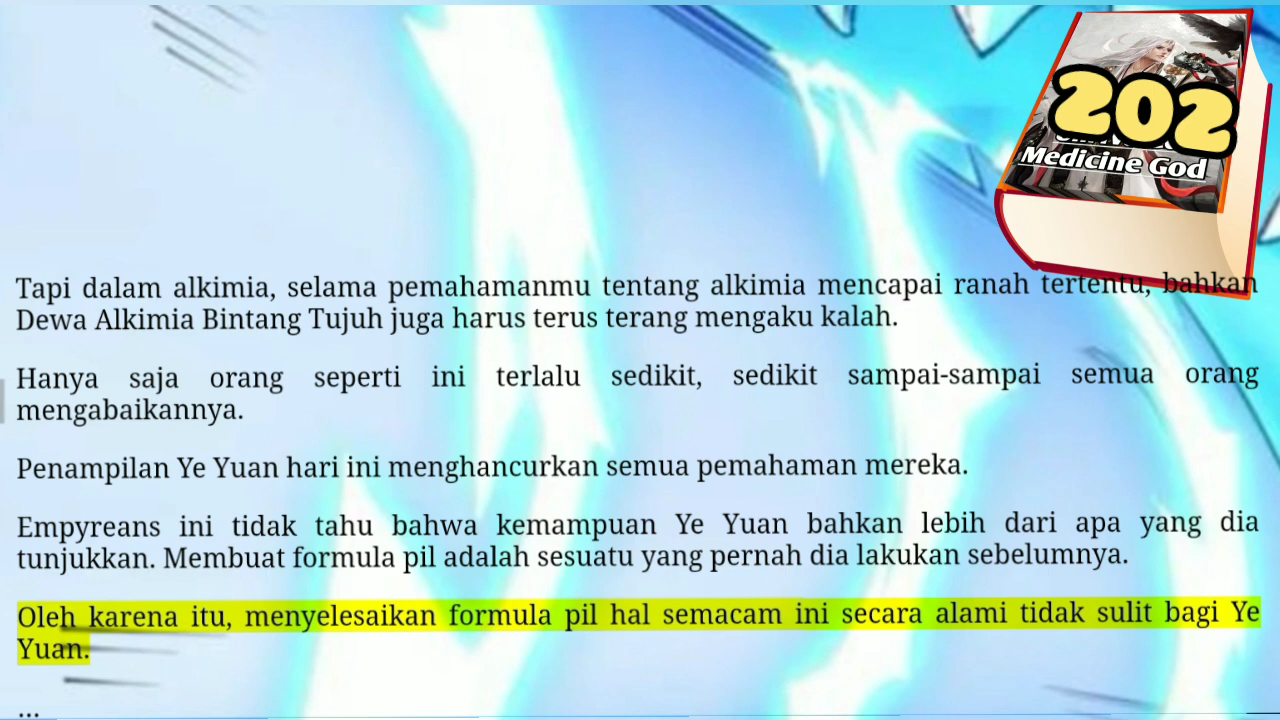 202
Medicine God
Tapi dalam alkimia, selama pemahamanmu tentang alkimia mencapai ranah tertentu, bahkan
Dewa Alkimia Bintang Tujuh juga harus terus terang mengaku kalah.
Hanya saja orang seperti ini terlalu sedikit, sedikit sampai-sampai semua orang
mengabaikannya.
Penampilan Ye Yuan hari ini menghancurkan semua pemahaman mereka.
Empyreans ini tidak tahu bahwa kemampuan Ye Yuan bahkan lebih dari apa yang dia
tunjukkan. Membuat formula pil adalah sesuatu yang pernah dia lakukan sebelumnya.
Oleh karena itu, menyelesaikan formula pil hal semacam ini secara alami tidak sulit bagi Ye
Yuan.
...